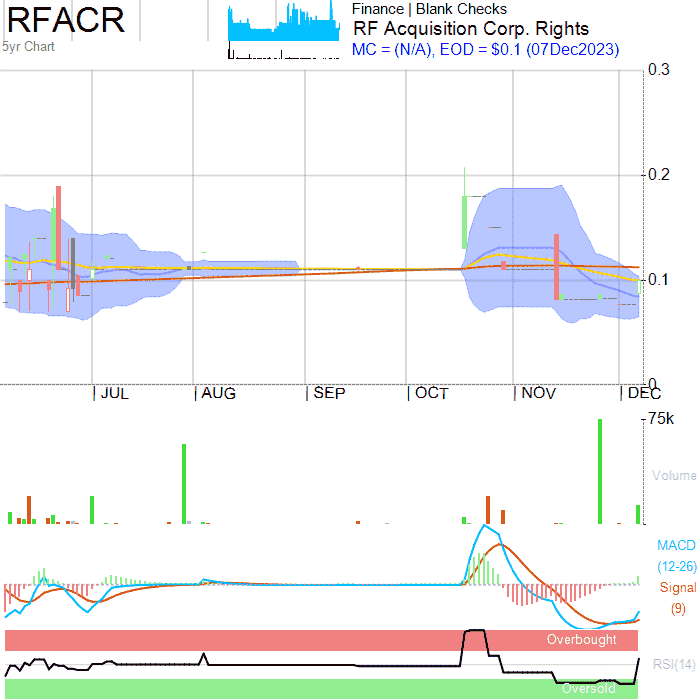 RFACR
5yr Chart
Finance | Blank Checks
RF Acquisition Corp. Rights
MC = (N/A), EOD = $0.1 (07Dec2023)
0.3
0.2
0.1
0
JUL AUG SEP OCT NOV DEC
75k
Volume
MACD
(12-26)
Signal
(9)
Overbought
RSI(14)
Oversold